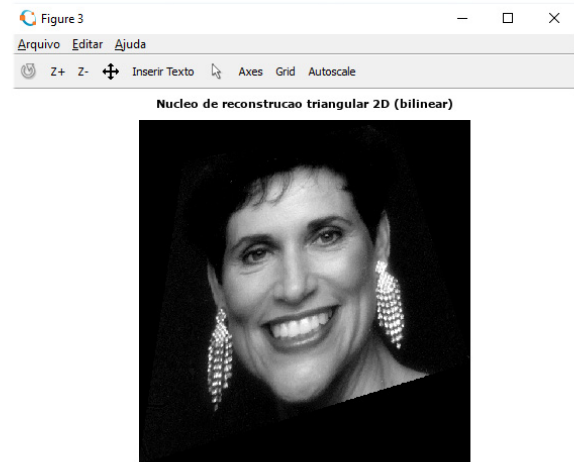 Figure 3
Arquivo Editar Ajuda
Z+ Z- Inserir Texto Axes Grid Autoscale
Nucleo de reconstrucao triangular 2D (bilinear)